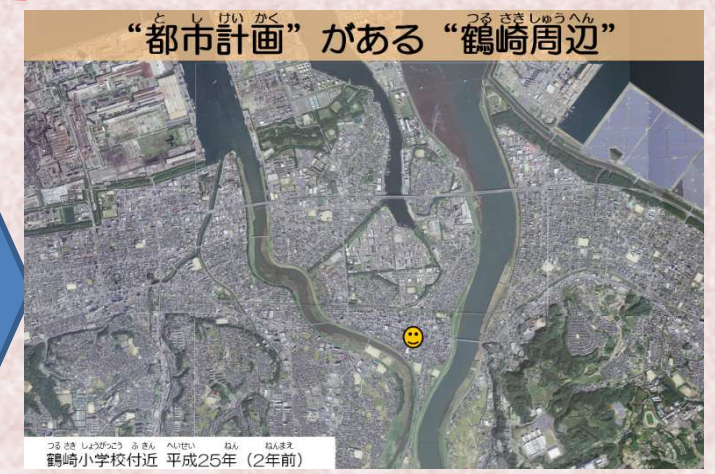 としけいかく つるさきしゅうへん
“都市計画”がある“鶴崎周辺”
つるさきしょうがっこうふきん へいせい ねん ねんまえ
鶴崎小学校付近 平成25年(2年前)